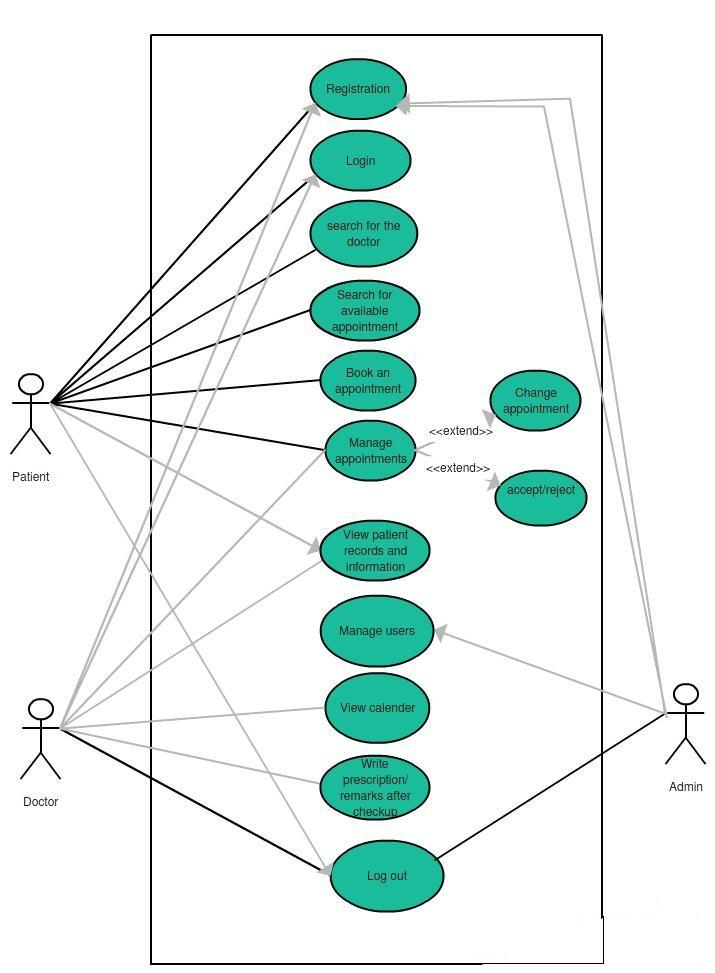 Registration
Login
search for the
doctor
Search for
available
appointment
Book an
appointment
Change
appointment
Manage
appointments
<<extend>>
<<extend>>
accept/reject
Patient
View patient
records and
information
Manage users
View calender
Write
prescription/
remarks after
checkup
Doctor
Admin
Log out